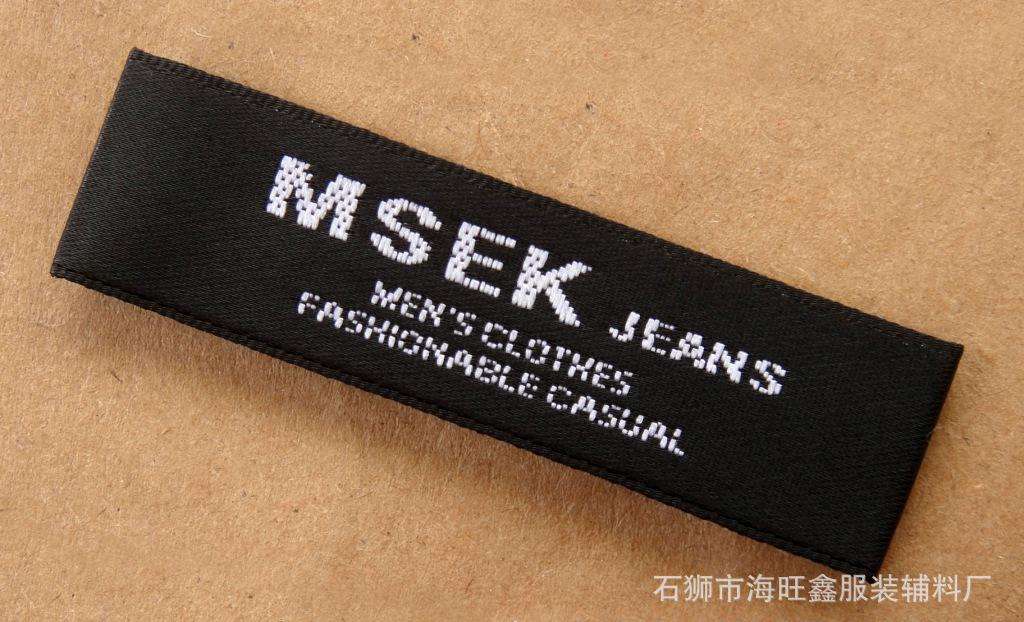 MSEK JEANS
MEN'S CLOTHES
FASHIONABLE CASUAL
石狮市海旺鑫服装辅料厂